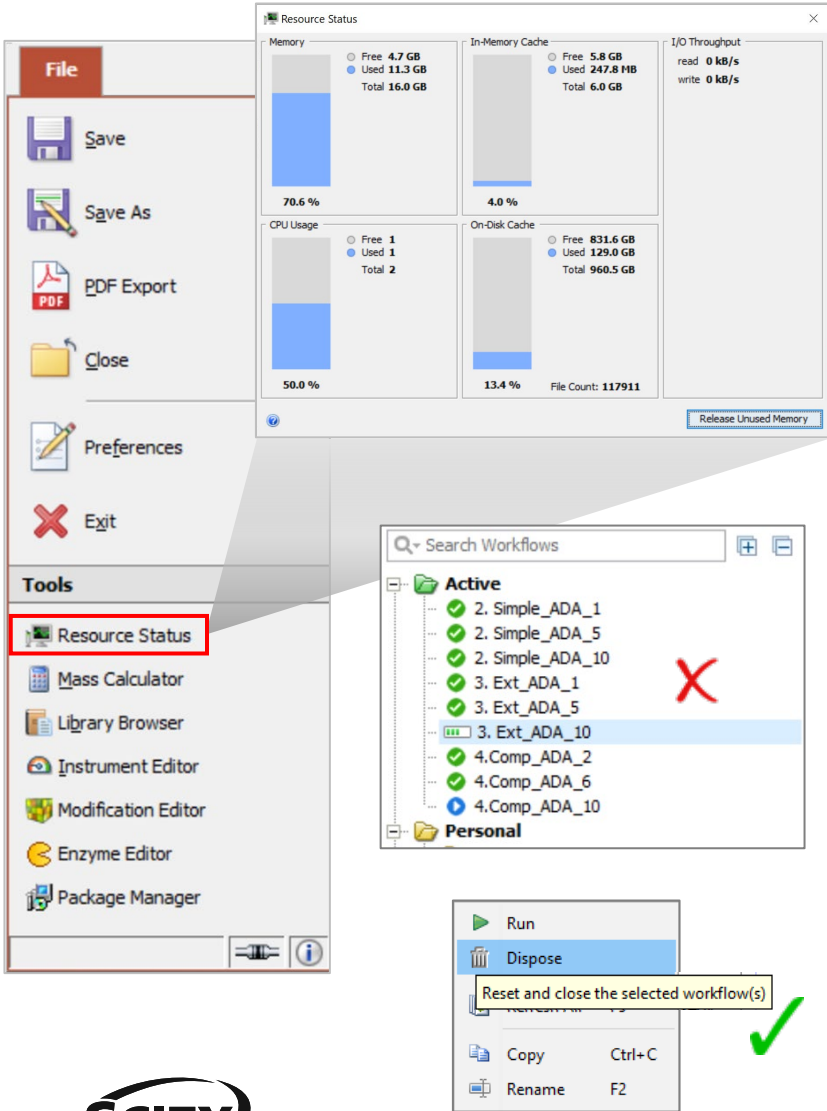 Resource Status
Memory
Free 4.7 GB
Used 11.3 GB
Total 16.0 GB
70.6 %
In-Memory Cache
Free 5.8 GB
Used 247.8 MB
Total 6.0 GB
4.0 %
I/O Throughput
read 0 kB/s
write 0 kB/s
CPU Usage
Free 1
Used 1
Total 2
50.0 %
On-Disk Cache
Free 831.6 GB
Used 129.0 GB
Total 960.5 GB
13.4 %
File Count: 117911
Release Unused Memory
File
Save
Save As
PDF
PDF Export
Close
Preferences
Exit
Tools
Resource Status
Mass Calculator
Library Browser
Instrument Editor
Modification Editor
Enzyme Editor
Package Manager
Search Workflows
Active
2. Simple_ADA_1
2. Simple_ADA_5
2. Simple_ADA_10
3. Ext_ADA_1
3. Ext_ADA_5
3. Ext_ADA_10
4.Comp_ADA_2
4.Comp_ADA_6
4.Comp_ADA_10
Personal
Run
Dispose
Reset and close the selected workflow(s)
Copy Ctrl+C
Rename F2